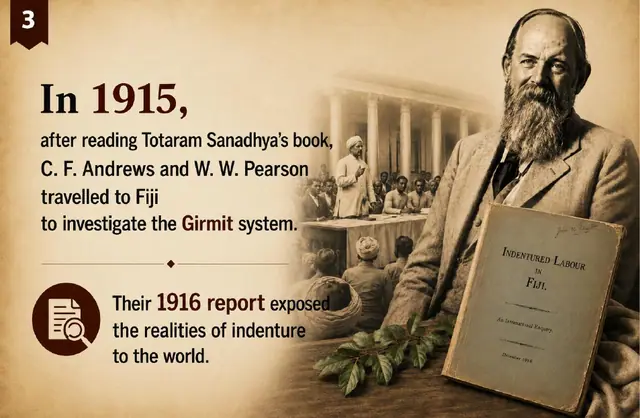 3
In 1915,
after reading Totaram Sanadhya's book,
C. F. Andrews and W. W. Pearson
travelled to Fiji
to investigate the Girmit system.
Their 1916 report exposed
the realities of indenture
to the world.
INDENTURED LABOUR
IN
FIJI.